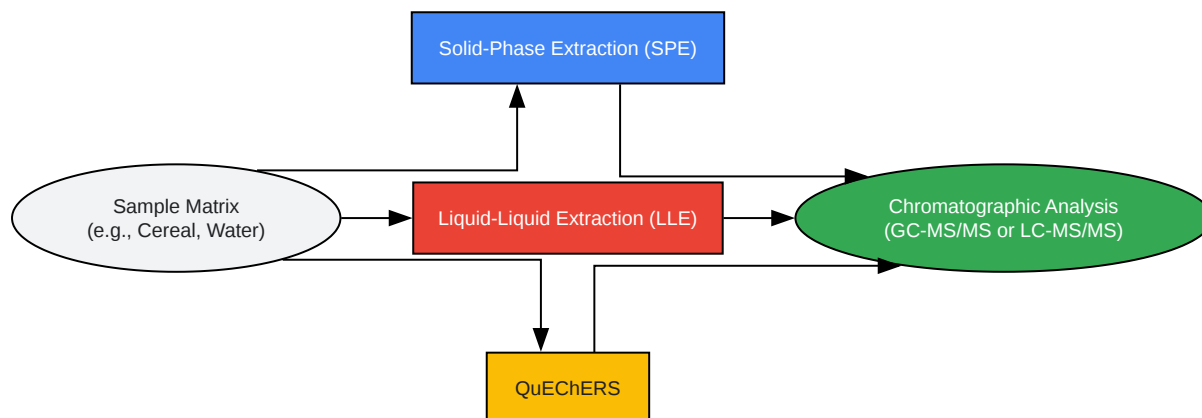 Solid-Phase Extraction (SPE)
Sample Matrix
(e.g., Cereal, Water)
Liquid-Liquid Extraction (LLE)
Chromatographic Analysis
(GC-MS/MS or LC-MS/MS)
QuEChERS